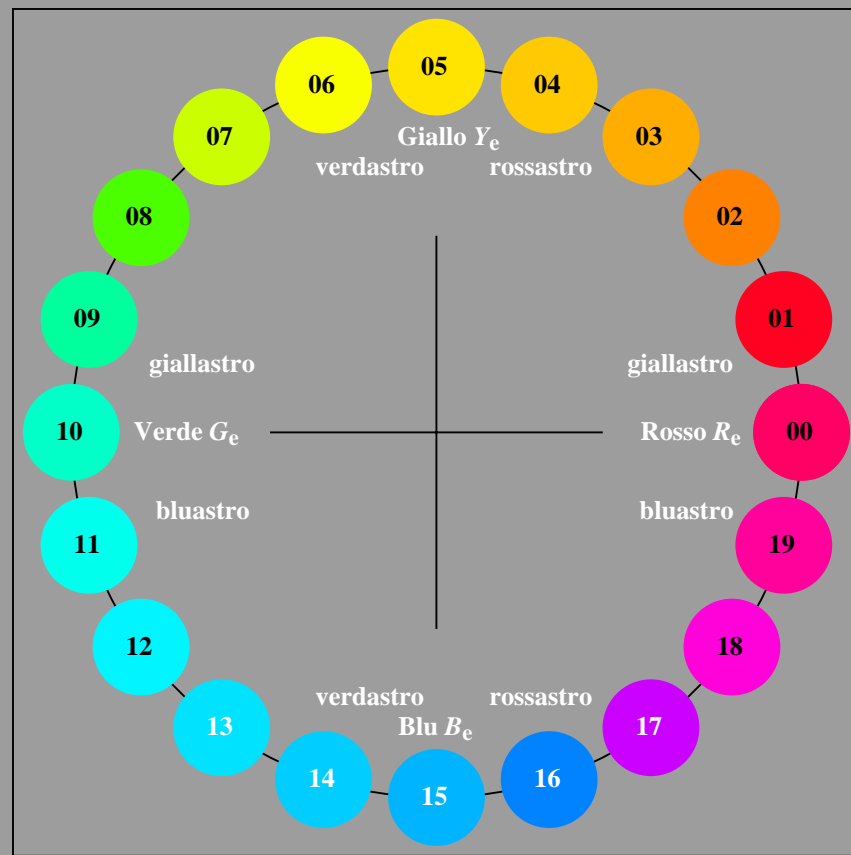 05
06 04
Giallo Yₑ
07 03
verdastro rossastro
08 02
09 01
giallastro giallastro
10 Verde Gₑ Rosso Rₑ 00
bluastro bluastro
11 19
12 18
verdastro rossastro
13 Blu Bₑ 17
14 16
15